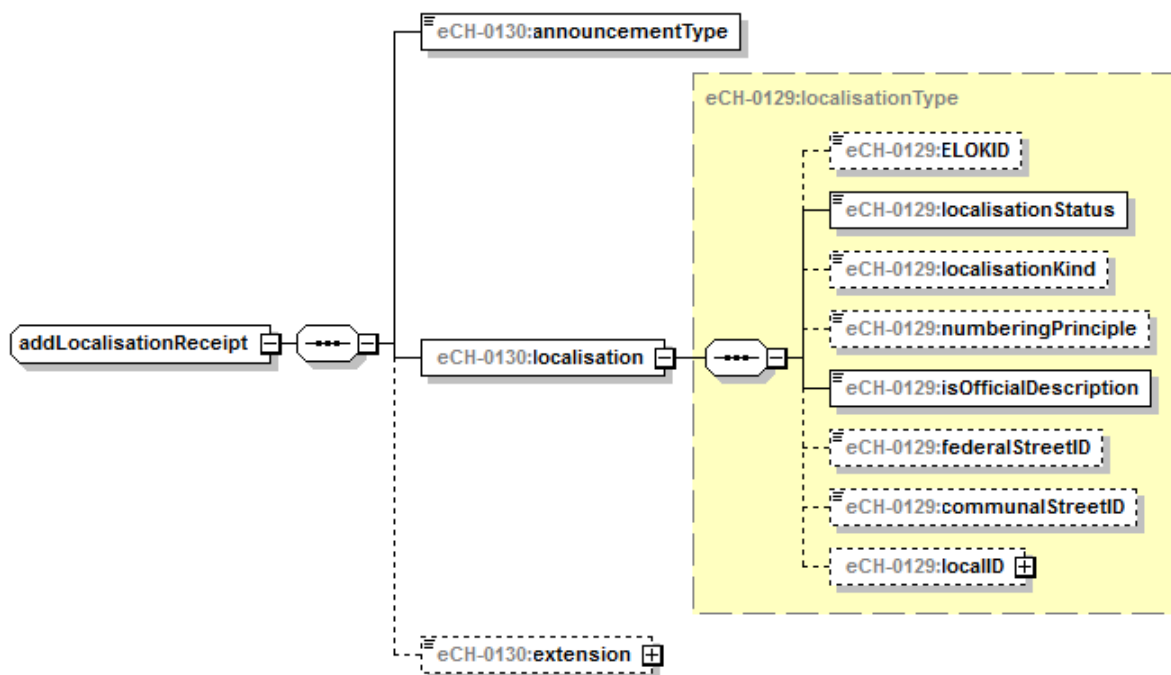 eCH-0130:announcementType
eCH-0129:localisationType
eCH-0129:ELOKID
eCH-0129:localisationStatus
eCH-0129:localisationKind
eCH-0129:numberingPrinciple
addLocalisationReceipt
eCH-0130:localisation
eCH-0129:isOfficialDescription
eCH-0129:federalStreetID
eCH-0129:communalStreetID
eCH-0129:localID
eCH-0130:extension